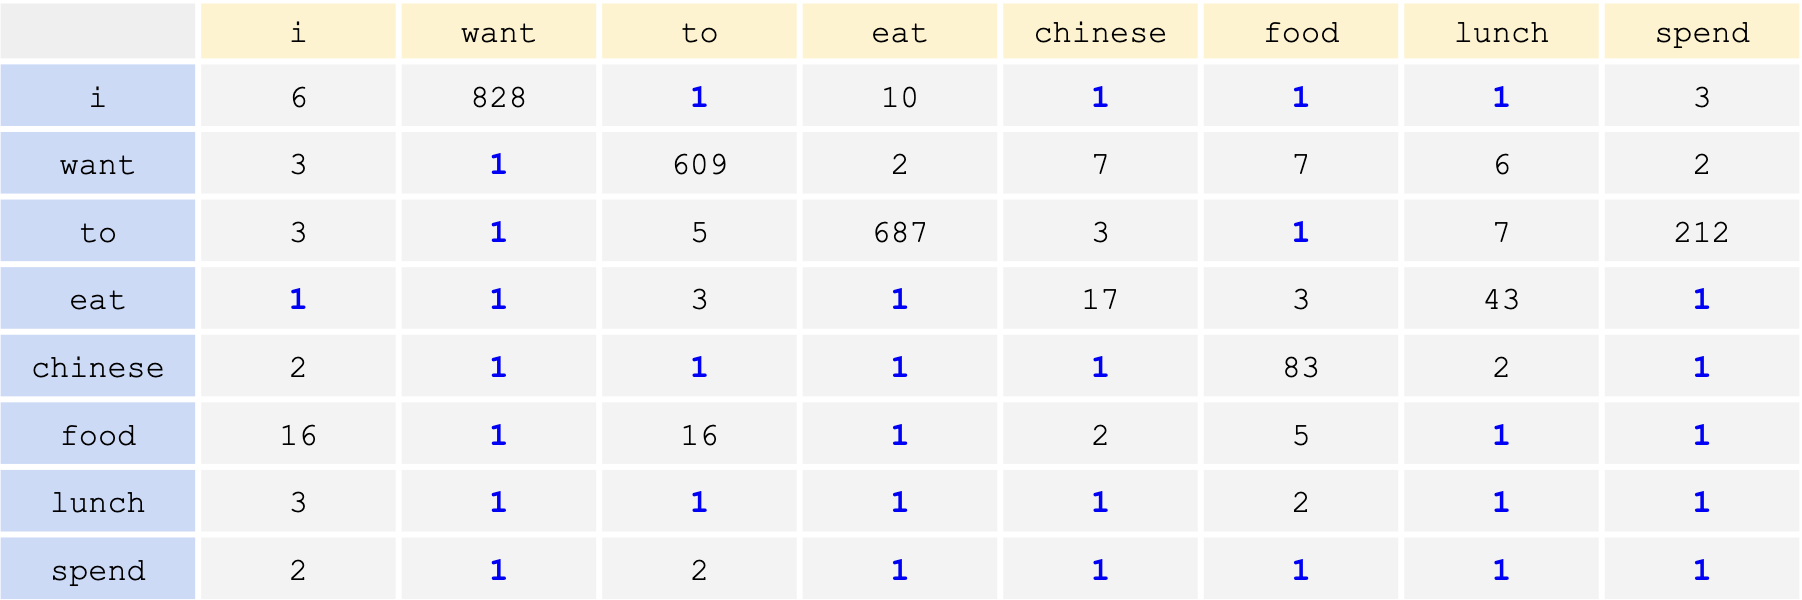 i want to eat chinese food lunch spend
i 6 828 1 10 1 1 1 3
want 3 1 609 2 7 7 6 2
to 3 1 5 687 3 1 7 212
eat 1 1 3 1 17 3 43 1
chinese 2 1 1 1 1 83 2 1
food 16 1 16 1 2 5 1 1
lunch 3 1 1 1 1 2 1 1
spend 2 1 2 1 1 1 1 1